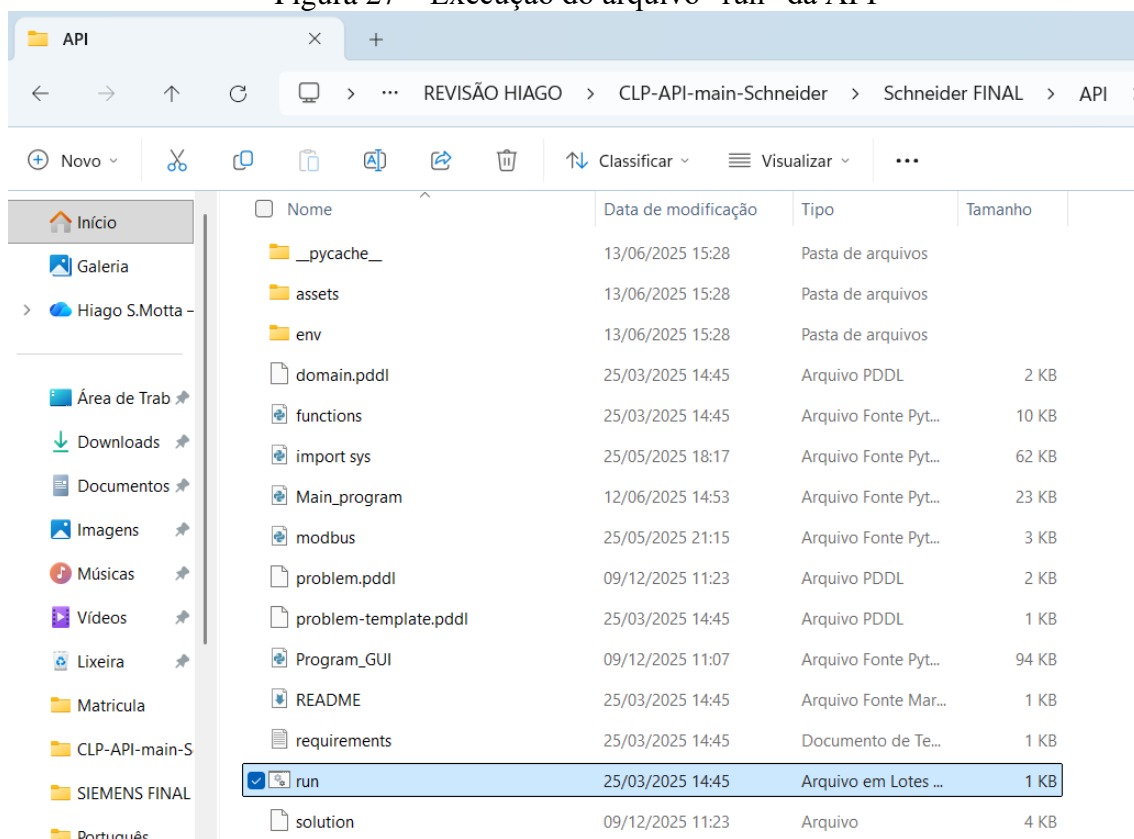 Figura 27 – Execução do arquivo "run" da API
API
REVISÃO HIAGO > CLP-API-main-Schneider > Schneider FINAL > API
Novo Classificar Visualizar
Início
Galeria
Hiago S.Motta –
Área de Trab
Downloads
Documentos
Imagens
Músicas
Vídeos
Lixeira
Matricula
CLP-API-main-S
SIEMENS FINAL
Português
Nome Data de modificação Tipo Tamanho
__pycache__ 13/06/2025 15:28 Pasta de arquivos
assets 13/06/2025 15:28 Pasta de arquivos
env 13/06/2025 15:28 Pasta de arquivos
domain.pddl 25/03/2025 14:45 Arquivo PDDL 2 KB
functions 25/03/2025 14:45 Arquivo Fonte Pyt... 10 KB
import sys 25/05/2025 18:17 Arquivo Fonte Pyt... 62 KB
Main_program 12/06/2025 14:53 Arquivo Fonte Pyt... 23 KB
modbus 25/05/2025 21:15 Arquivo Fonte Pyt... 3 KB
problem.pddl 09/12/2025 11:23 Arquivo PDDL 2 KB
problem-template.pddl 25/03/2025 14:45 Arquivo PDDL 1 KB
Program_GUI 09/12/2025 11:07 Arquivo Fonte Pyt... 94 KB
README 25/03/2025 14:45 Arquivo Fonte Mar... 1 KB
requirements 25/03/2025 14:45 Documento de Te... 1 KB
run 25/03/2025 14:45 Arquivo em Lotes ... 1 KB
solution 09/12/2025 11:23 Arquivo 4 KB